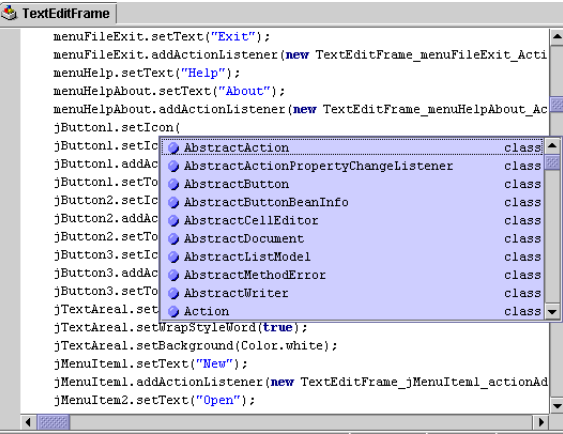 TextEditFrame
menuFileExit.setText("Exit");
menuFileExit.addActionListener(new TextEditFrame_menuFileExit_Acti
menuHelp.setText("Help");
menuHelpAbout.setText("About");
menuHelpAbout.addActionListener(new TextEditFrame_menuHelpAbout_Ac
jButton1.setIcon(
jButton1.setIc
jButton1.addAc
jButton1.setTo
jButton2.setIc
jButton2.addAc
jButton2.setTo
jButton3.setIc
jButton3.addAc
jButton3.setTo
jTextArea1.set
AbstractAction class
AbstractActionPropertyChangeListener class
AbstractButton class
AbstractButtonBeanInfo class
AbstractCellEditor class
AbstractDocument class
AbstractListModel class
AbstractMethodError class
AbstractWriter class
Action class
jTextArea1.setWrapStyleWord(true);
jTextArea1.setBackground(Color.white);
jMenuItem1.setText("New");
jMenuItem1.addActionListener(new TextEditFrame_jMenuItem1_actionAd
jMenuItem2.setText("Open");